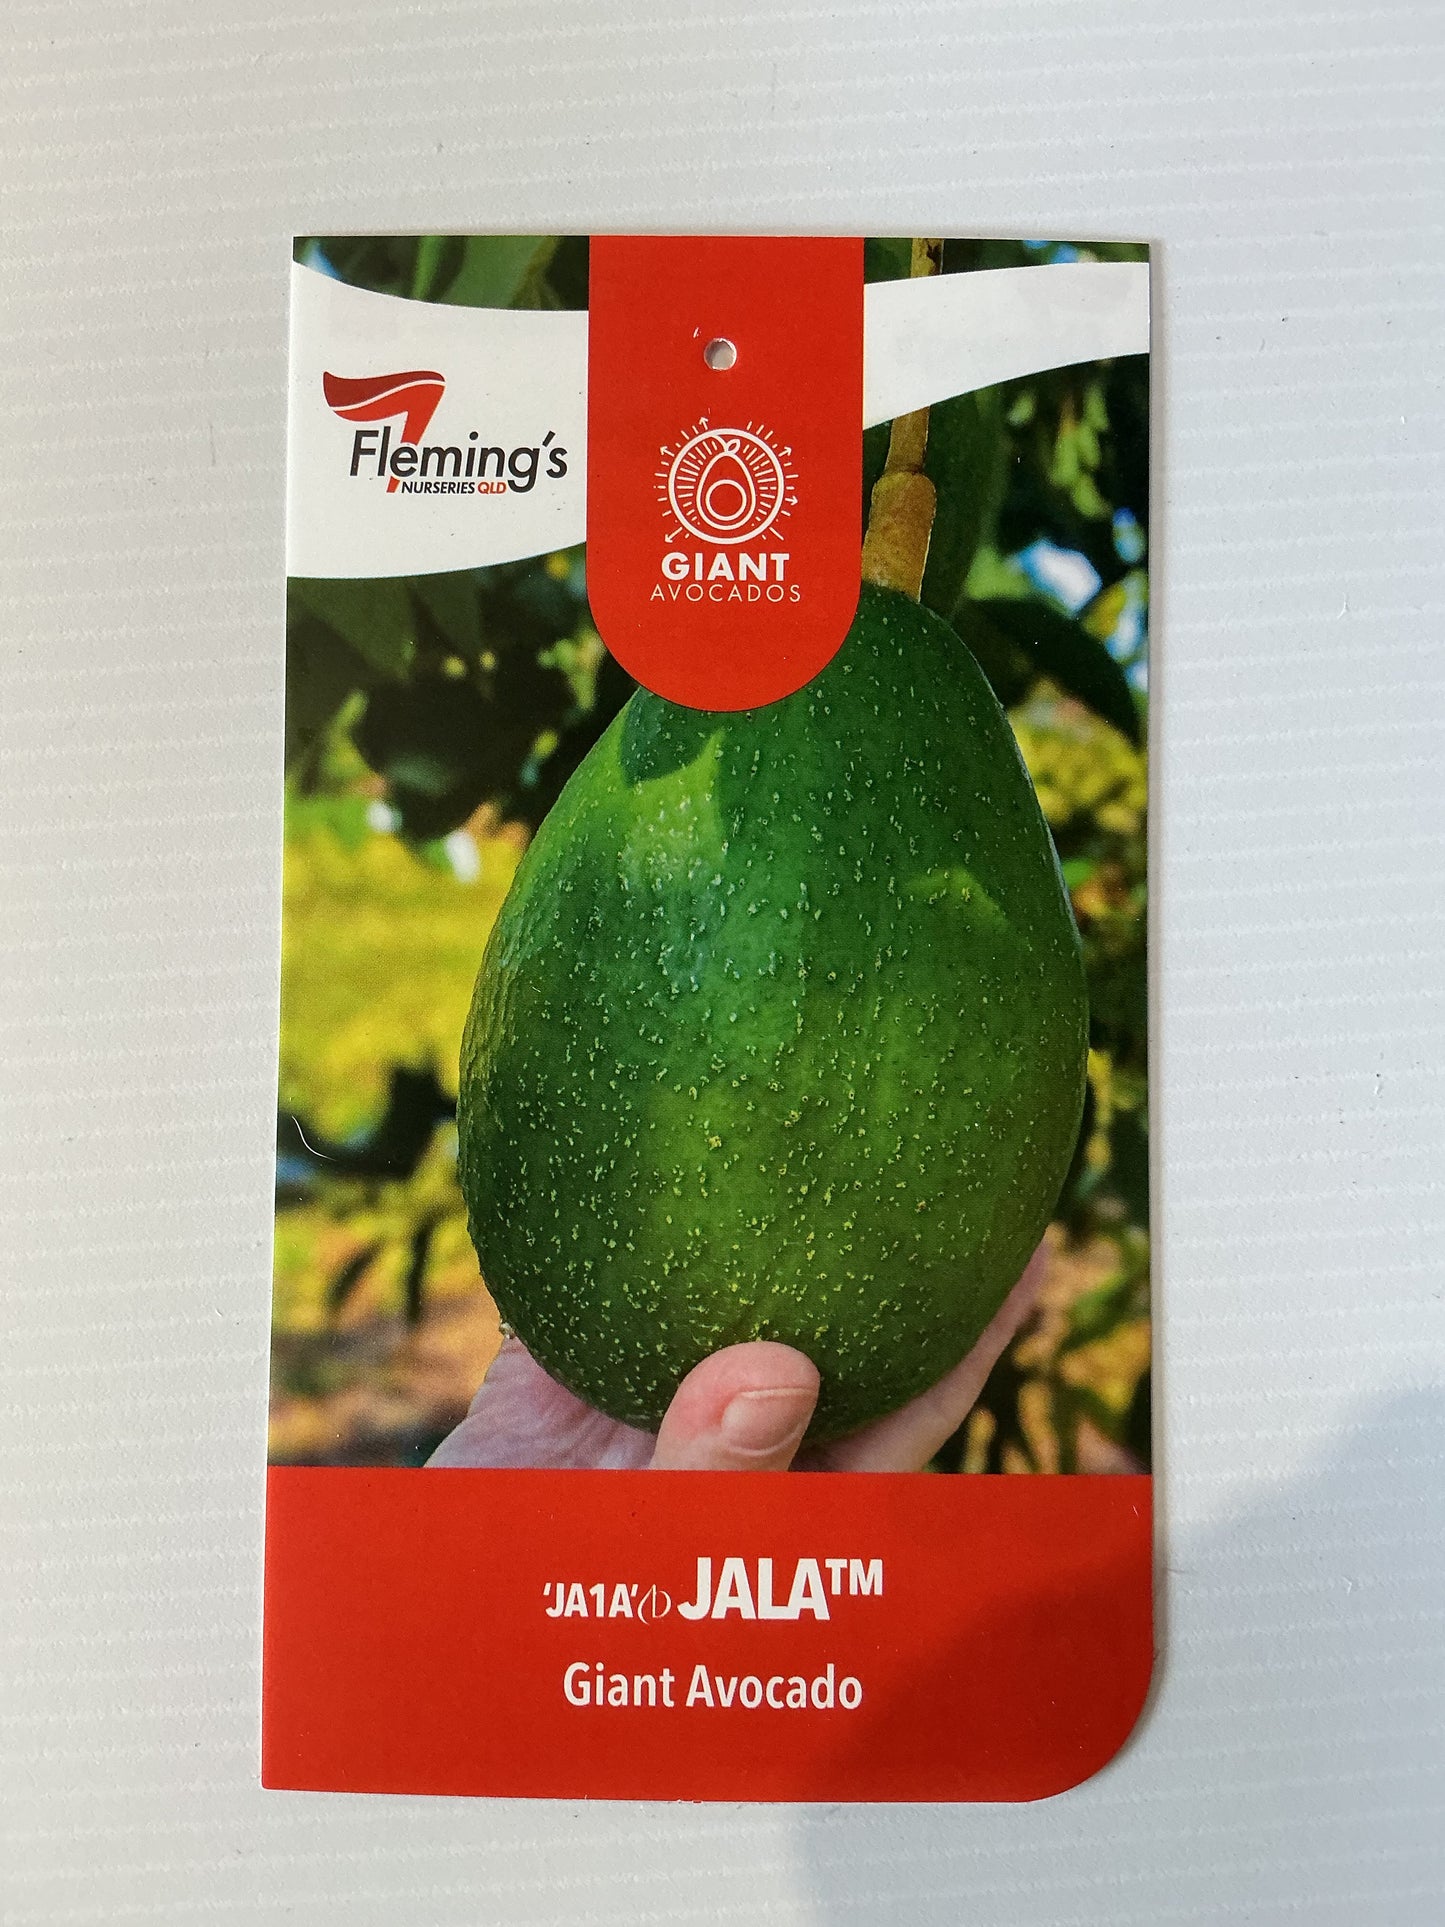 Fleming's
NURSERIES QLD
GIANT
AVOCADOS
'JA1A' JALA™
Giant Avocado